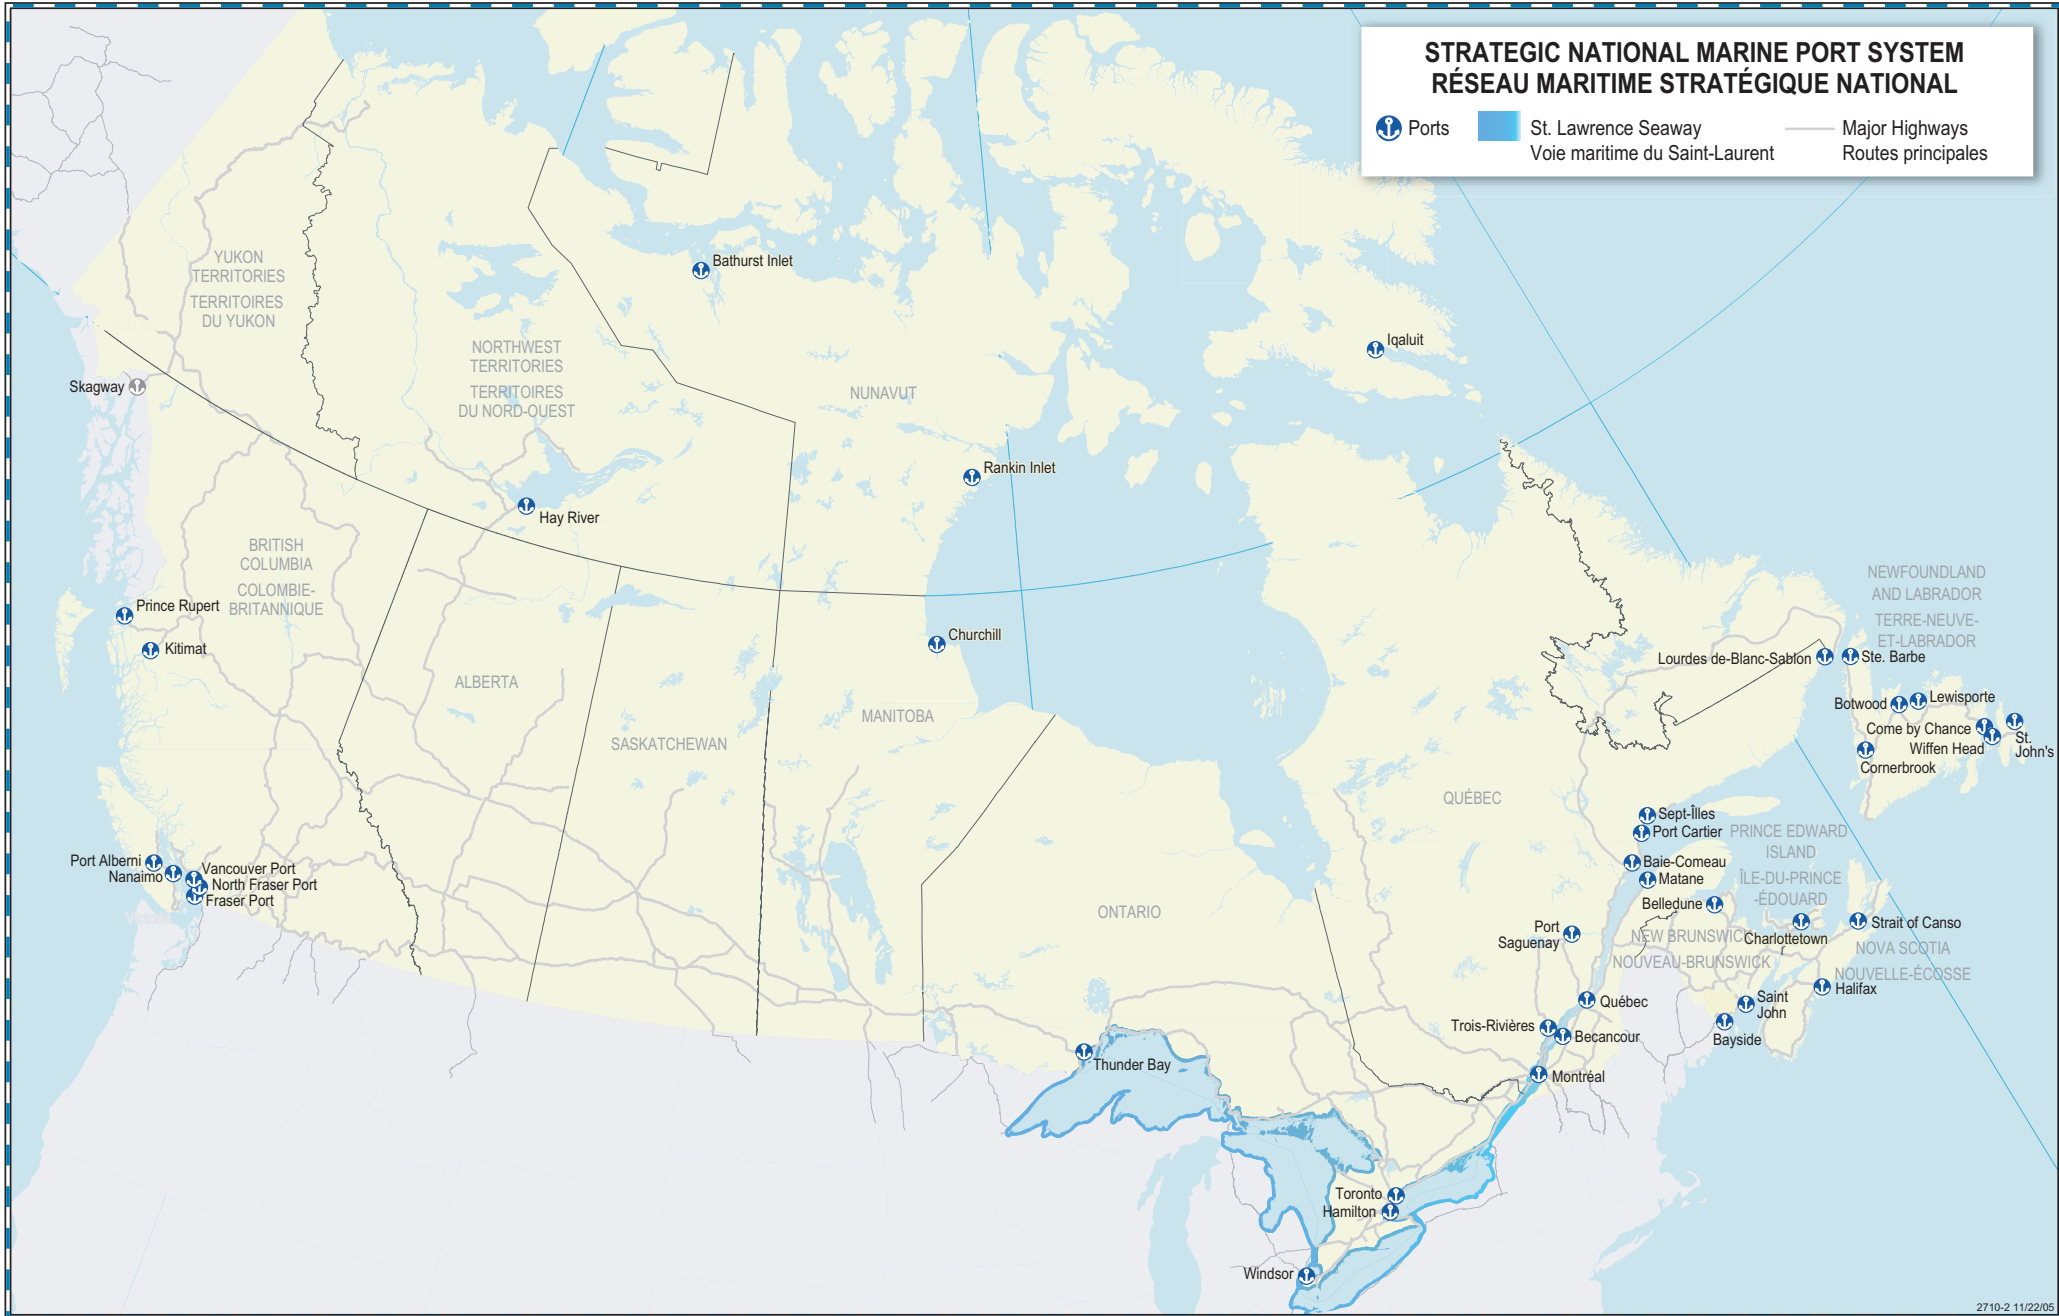 STRATEGIC NATIONAL MARINE PORT SYSTEM
RÉSEAU MARITIME STRATÉGIQUE NATIONAL
Ports
St. Lawrence Seaway
Voie maritime du Saint-Laurent
Major Highways
Routes principales
YUKON
TERRITORIES
TERRITOIRES
DU YUKON
Bathurst Inlet
NORTHWEST
TERRITORIES
TERRITOIRES
DU NORD-OUEST
NUNAVUT
Iqaluit
Skagway
Rankin Inlet
Hay River
BRITISH
COLUMBIA
COLOMBIE-
BRITANNIQUE
Prince Rupert
Kitimat
Churchill
ALBERTA
SASKATCHEWAN
MANITOBA
NEWFOUNDLAND
AND LABRADOR
TERRE-NEUVE-
ET-LABRADOR
Lourdes de-Blanc-Sablon
Ste. Barbe
Botwood
Lewisporte
Come by Chance
Wiffen Head
St.
John's
Cornerbrook
QUÉBEC
Sept-Îlles
Port Cartier
PRINCE EDWARD
ISLAND
ÎLE-DU-PRINCE
-ÉDOUARD
Baie-Comeau
Matane
Belledune
Port Alberni
Nanaimo
Vancouver Port
North Fraser Port
Fraser Port
ONTARIO
Port
Saguenay
NEW BRUNSWICK
NOUVEAU-BRUNSWICK
Charlottetown
Strait of Canso
NOVA SCOTIA
NOUVELLE-ÉCOSSE
Halifax
Québec
Saint
John
Bayside
Trois-Rivières
Becancour
Montréal
Thunder Bay
Toronto
Hamilton
Windsor
2710-2 11/22/05